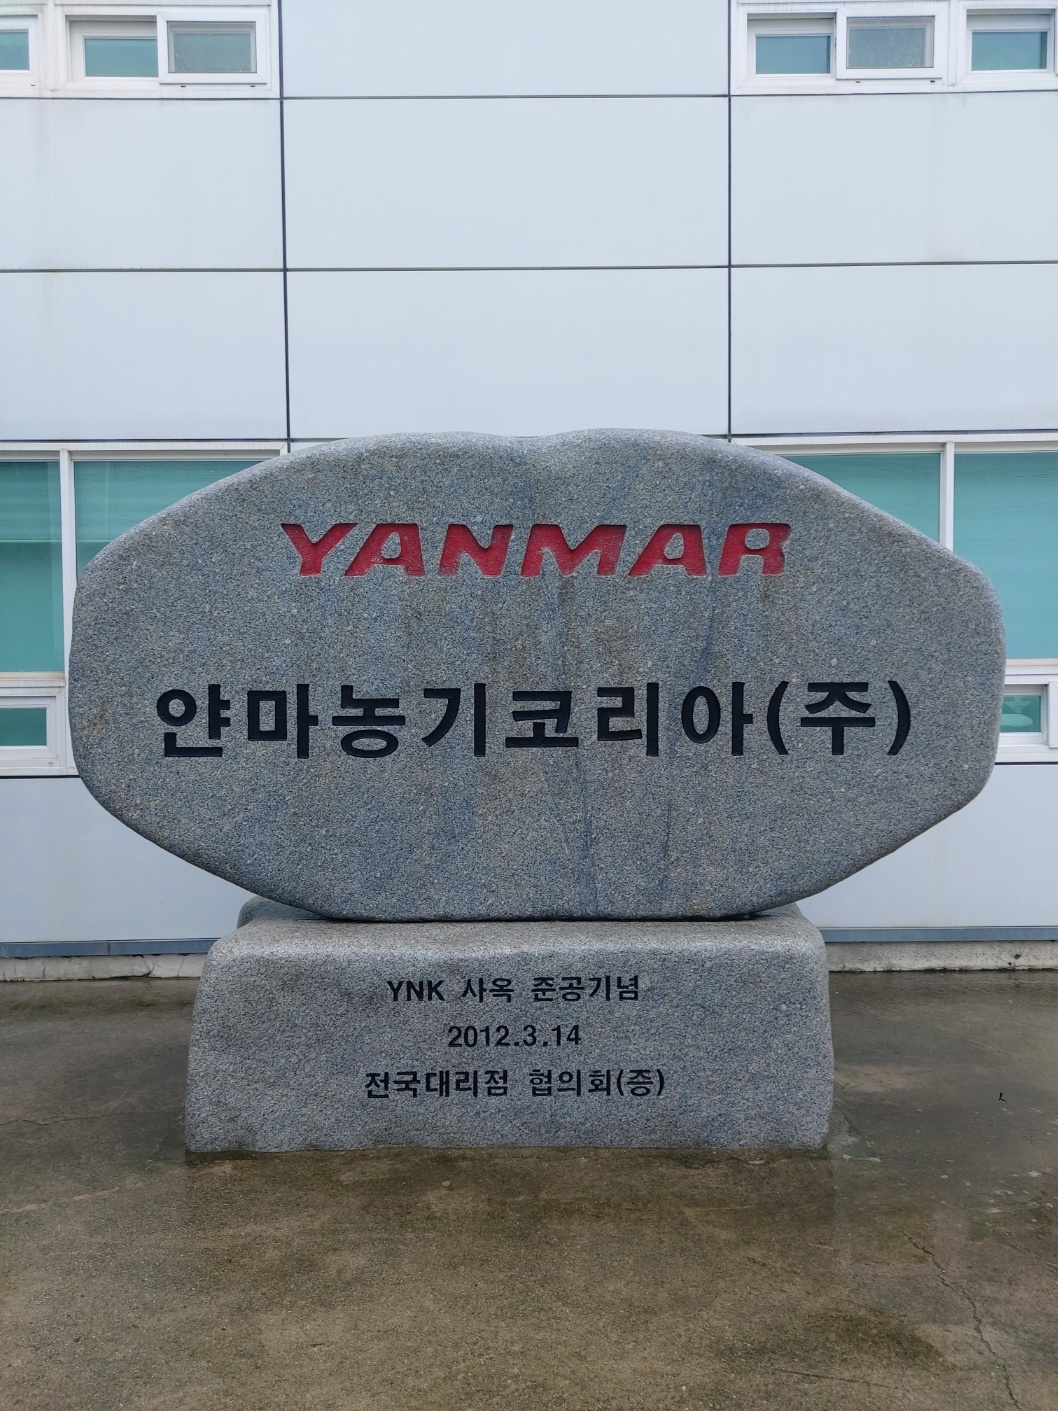 YANMAR
얀마농기코리아(주)
YNK 사옥 준공기념
2012.3.14
전국대리점 협의회(증)